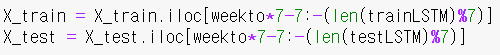 X_train = X_train.iloc[weekto*7-7:-(len(trainLSTM)%7)]
X_test = X_test.iloc[weekto*7-7:-(len(testLSTM)%7)]